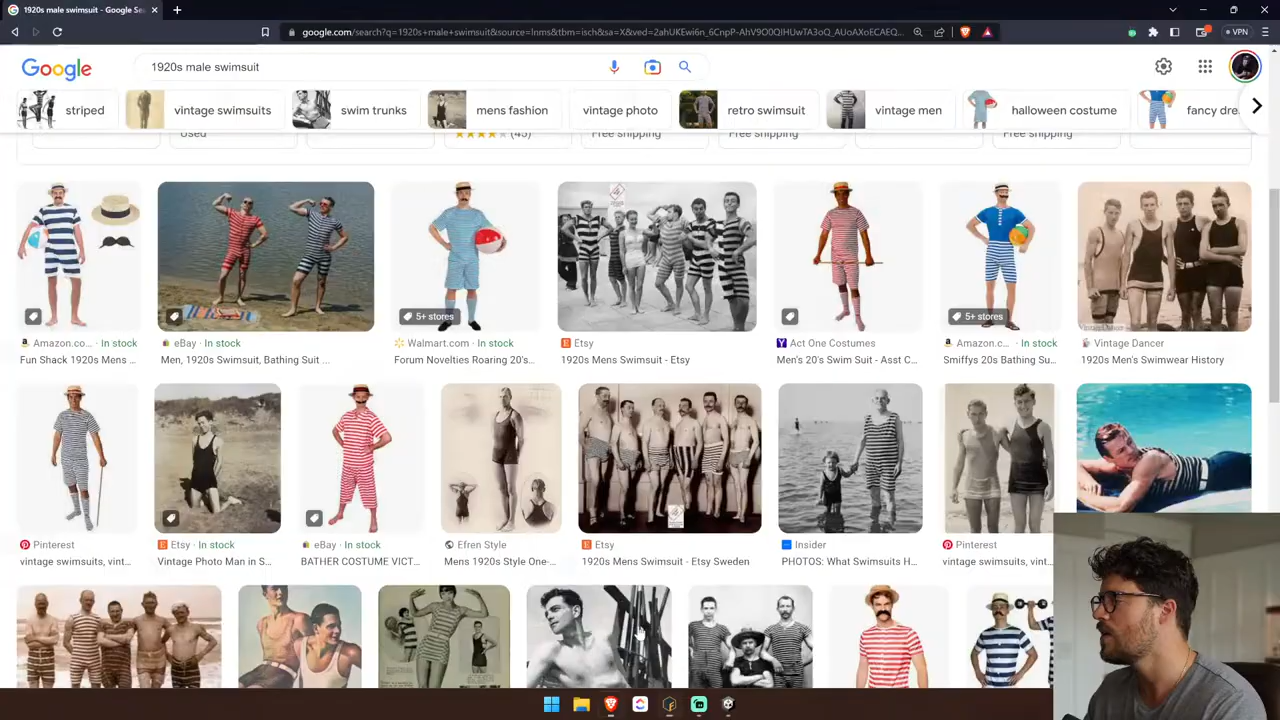 1920s male swimsuit - Google Se
google.com/search?q=1920s+male+swimsuit&source=lnms&tbm=isch&sa=X&ved=2ahUKEwi6n_6CnpP-AhV9O0QIHUwTA3oQ_AUoAXoECAEQ...
VPN
Google
1920s male swimsuit
striped
vintage swimsuits
swim trunks
mens fashion
vintage photo
retro swimsuit
vintage men
halloween costume
fancy dre
Used
(45)
Free shipping
Free shipping
Free shipping
5+ stores
5+ stores
Amazon.co... · In stock
eBay · In stock
Walmart.com · In stock
Etsy
Act One Costumes
Amazon.c... · In stock
Vintage Dancer
Fun Shack 1920s Mens ...
Men, 1920s Swimsuit, Bathing Suit ...
Forum Novelties Roaring 20's...
1920s Mens Swimsuit - Etsy
Men's 20's Swim Suit - Asst C...
Smiffys 20s Bathing Su...
1920s Men's Swimwear History
Pinterest
Etsy · In stock
eBay · In stock
Efren Style
Etsy
Insider
Pinterest
vintage swimsuits, vint...
Vintage Photo Man in S...
BATHER COSTUME VICT...
Mens 1920s Style One-...
1920s Mens Swimsuit - Etsy Sweden
PHOTOS: What Swimsuits H...
vintage swimsuits, vint...